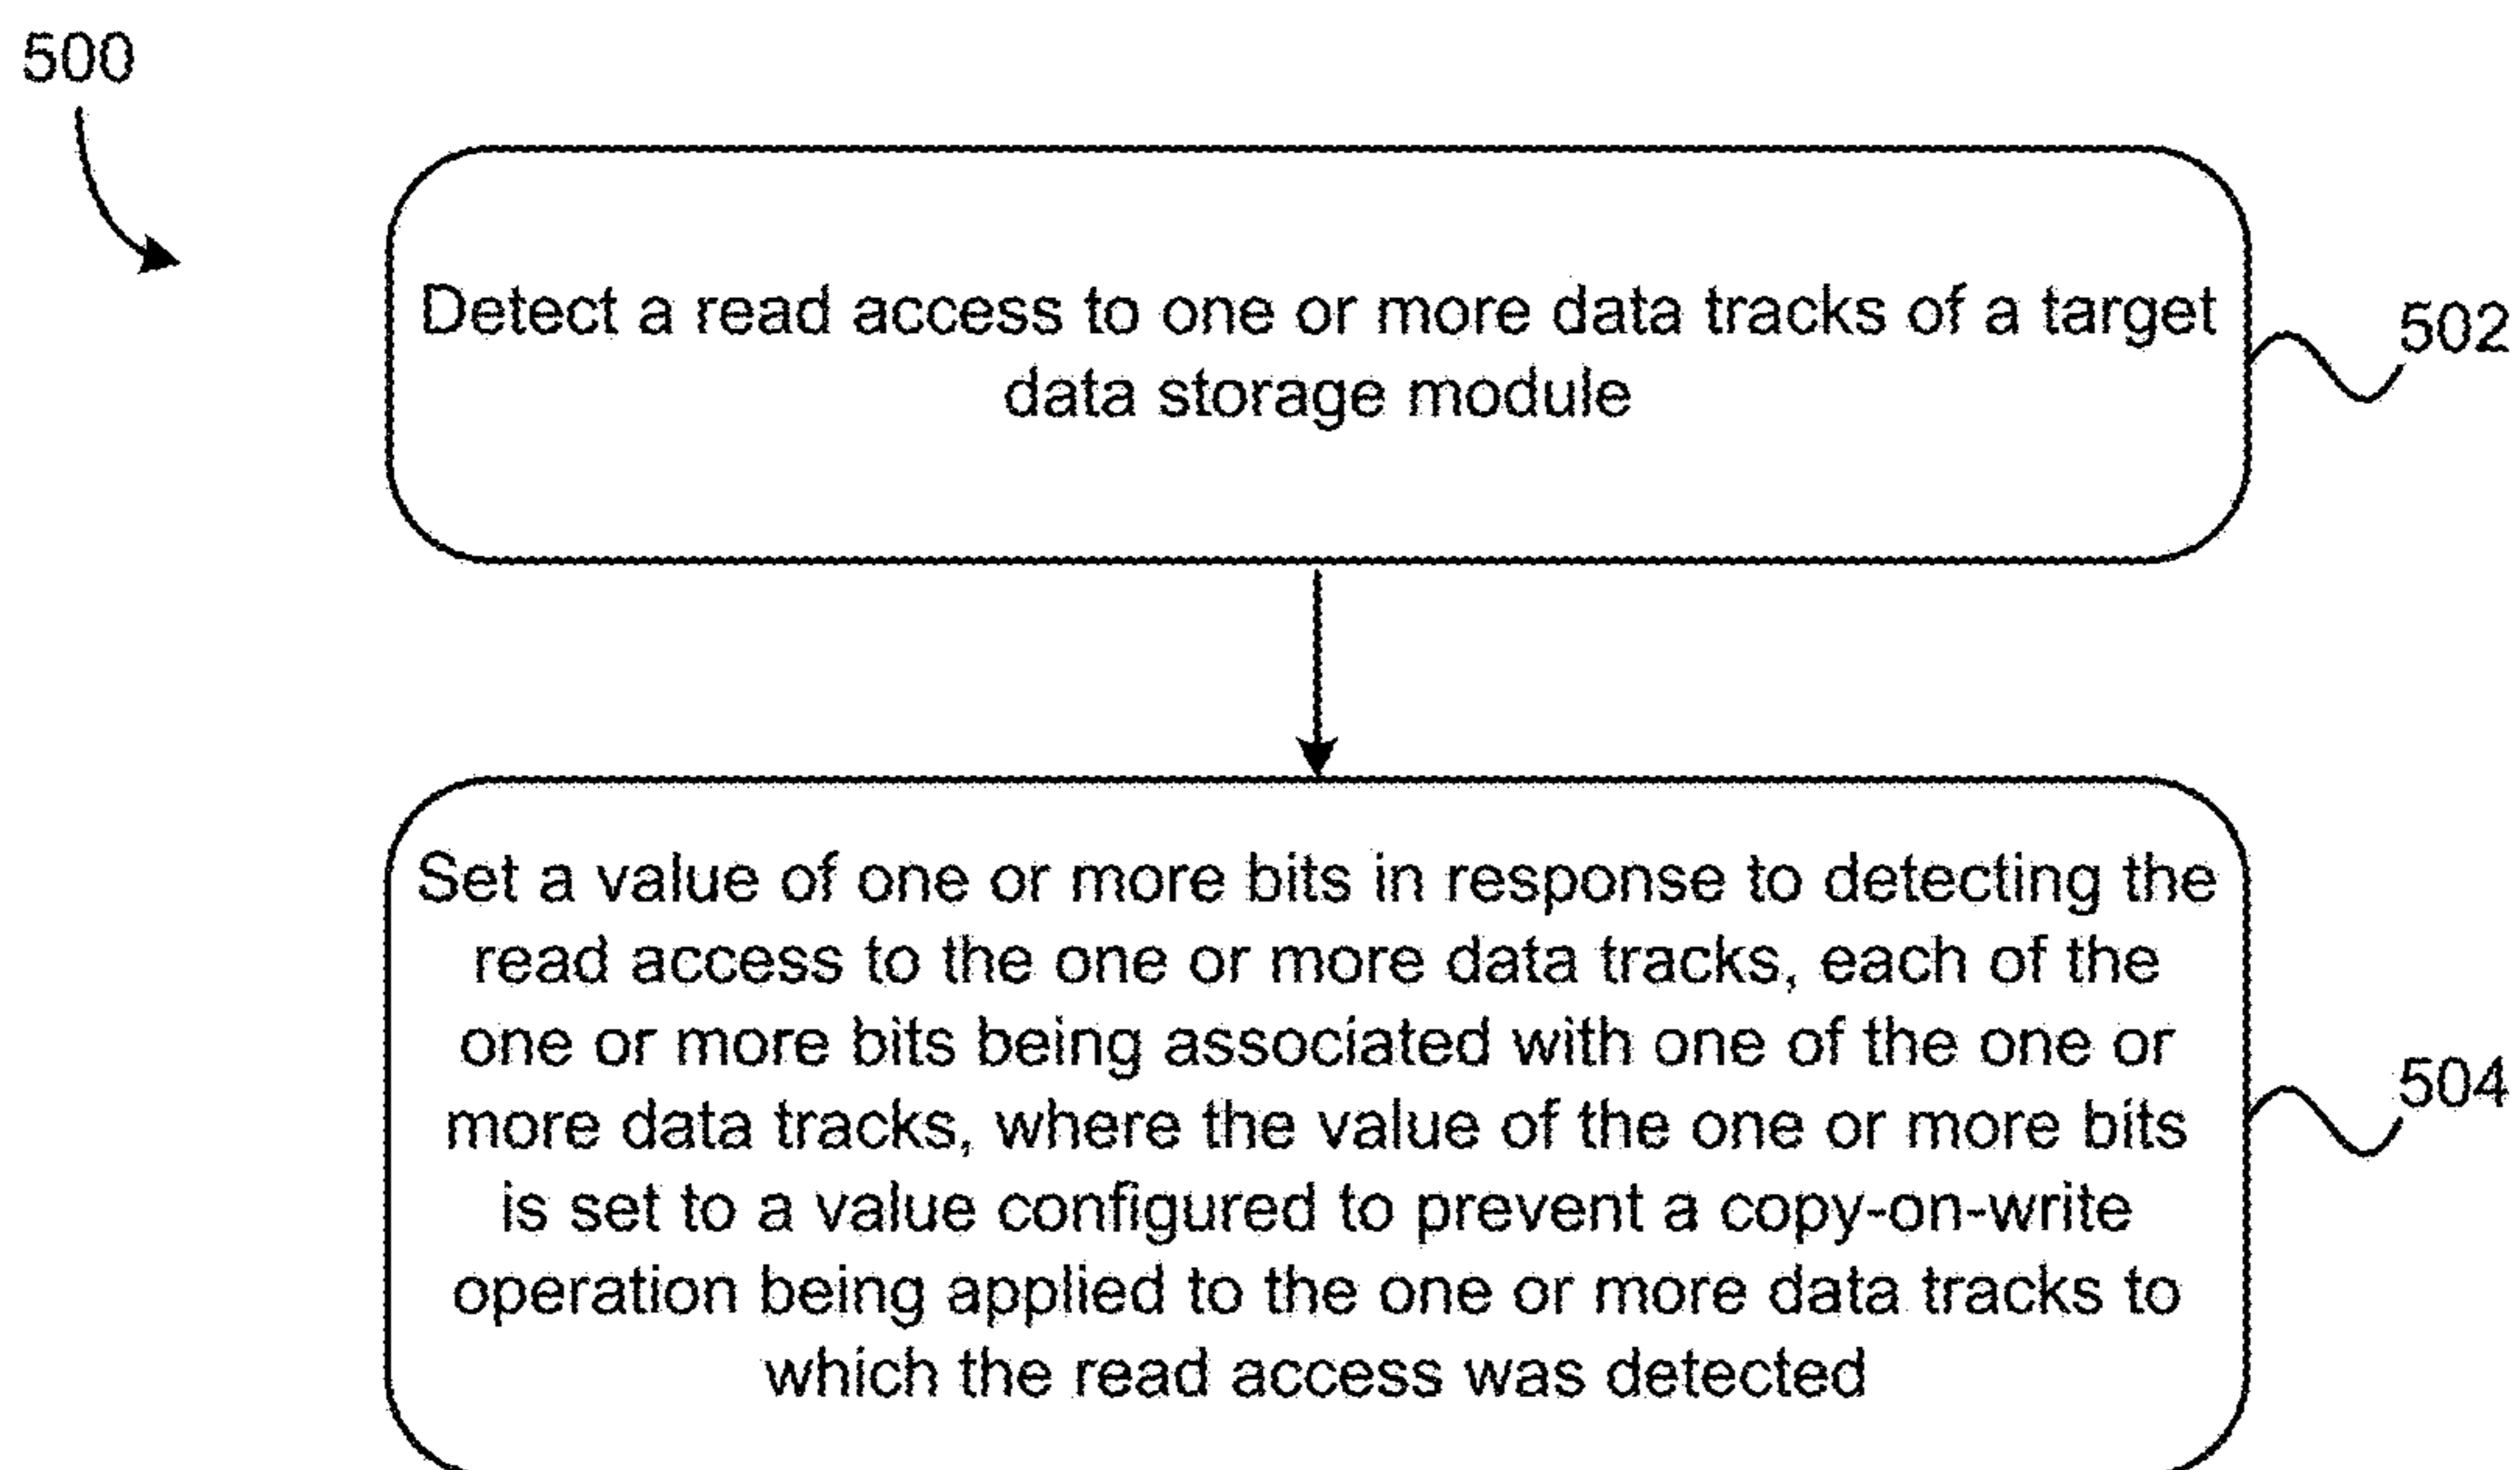 500
Detect a read access to one or more data tracks of a target
data storage module
502
Set a value of one or more bits in response to detecting the
read access to the one or more data tracks, each of the
one or more bits being associated with one of the one or
more data tracks, where the value of the one or more bits
is set to a value configured to prevent a copy-on-write
operation being applied to the one or more data tracks to
which the read access was detected
504